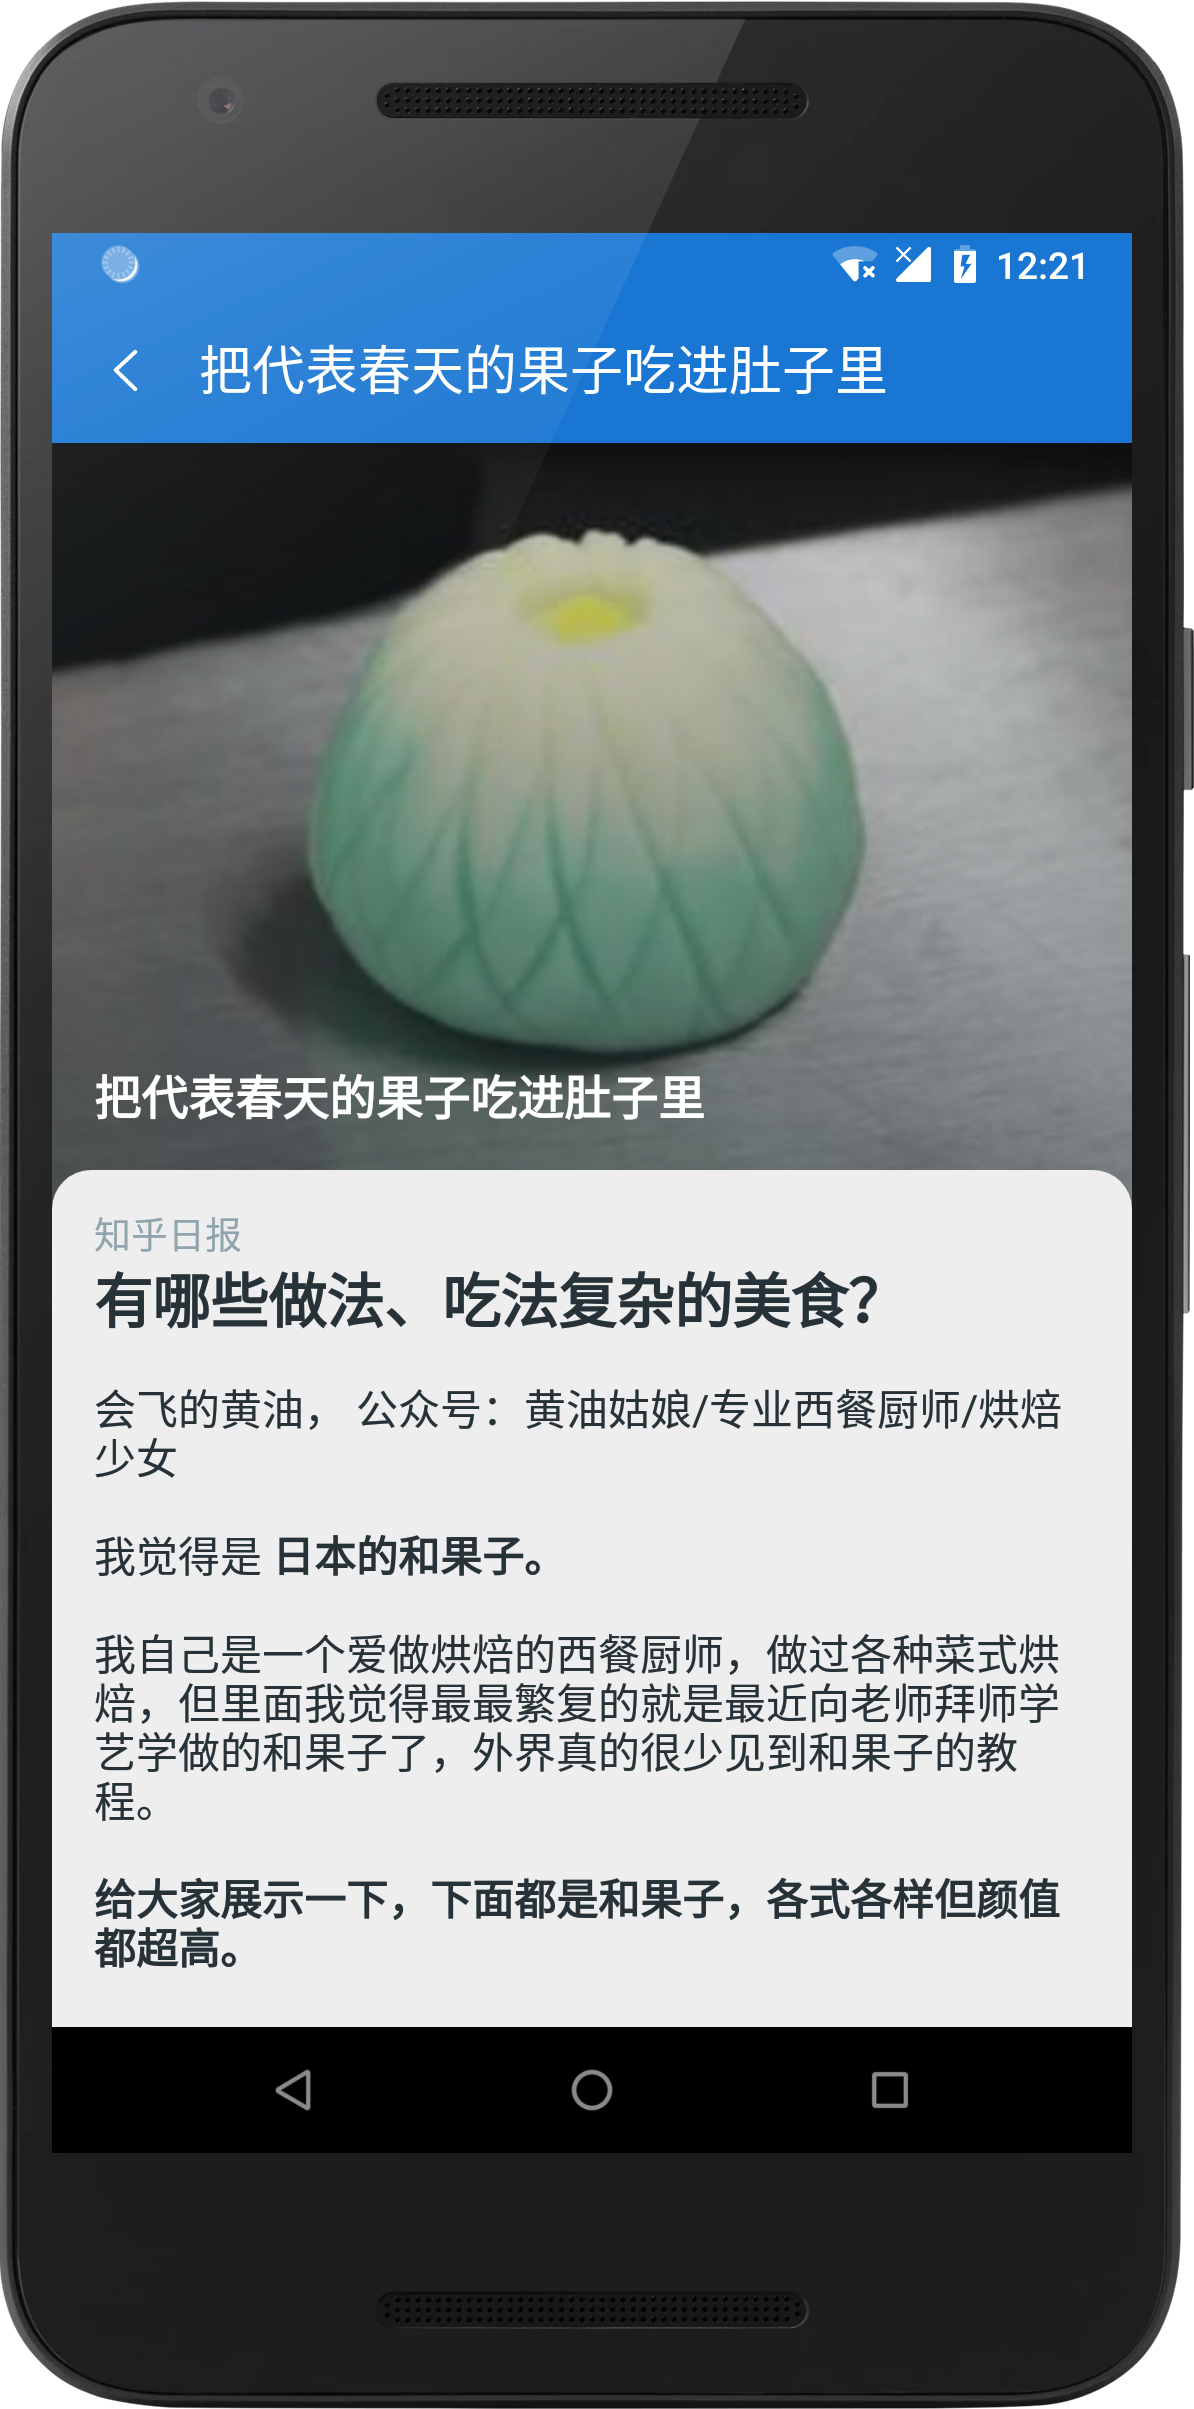 12:21
把代表春天的果子吃进肚子里
把代表春天的果子吃进肚子里
知乎日报
有哪些做法、吃法复杂的美食？
会飞的黄油， 公众号：黄油姑娘/专业西餐厨师/烘焙
少女
我觉得是 日本的和果子。
我自己是一个爱做烘焙的西餐厨师，做过各种菜式烘
焙，但里面我觉得最最繁复的就是最近向老师拜师学
艺学做的和果子了，外界真的很少见到和果子的教
程。
给大家展示一下，下面都是和果子，各式各样但颜值
都超高。